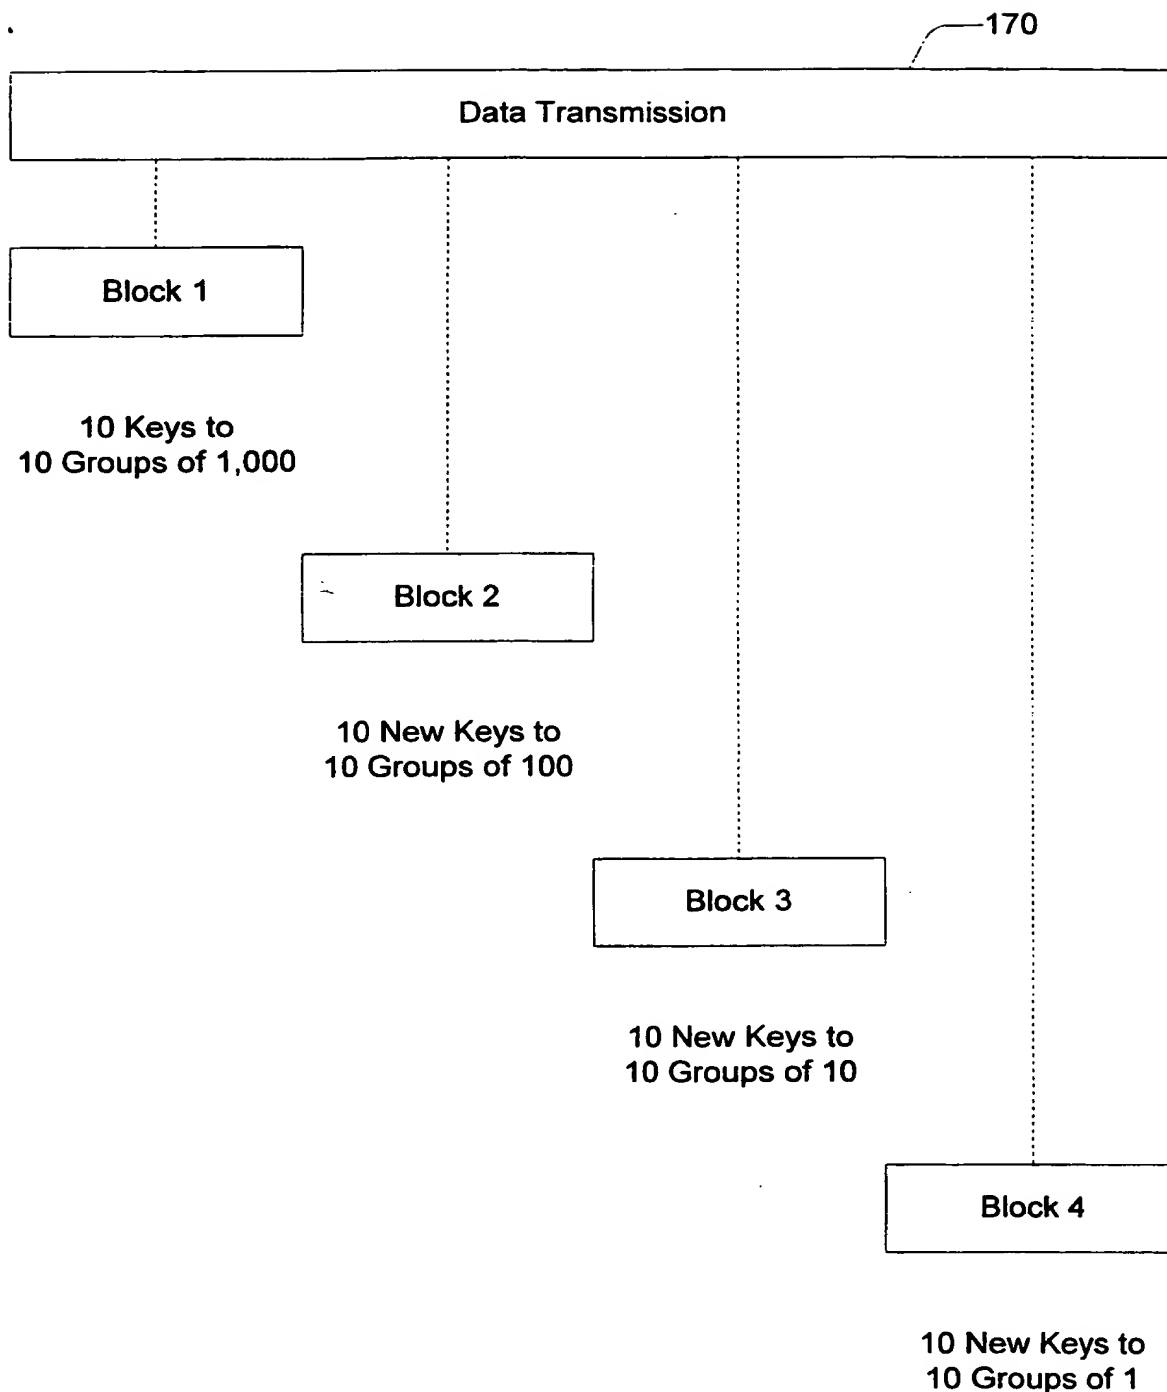 170
Data Transmission
Block 1
10 Keys to
10 Groups of 1,000
Block 2
10 New Keys to
10 Groups of 100
Block 3
10 New Keys to
10 Groups of 10
Block 4
10 New Keys to
10 Groups of 1